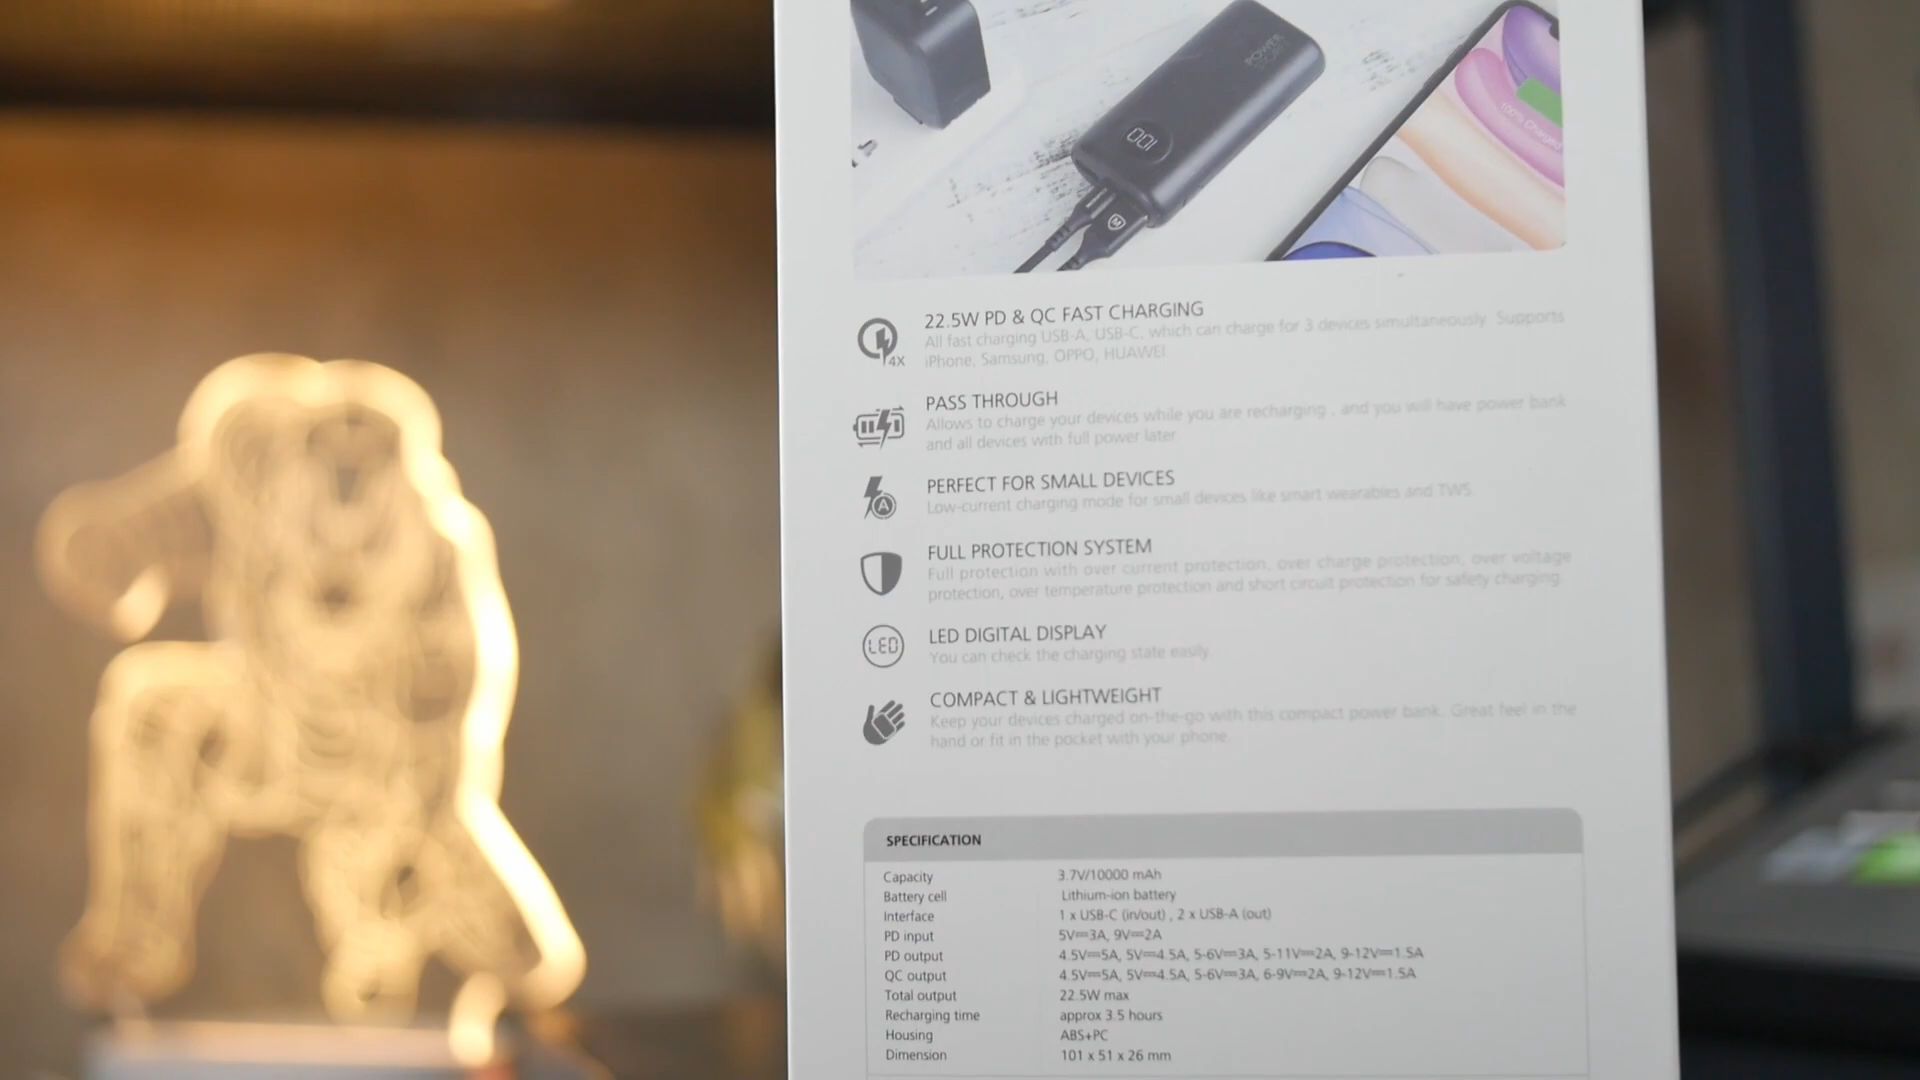 POWER
100
100% Charged
22.5W PD & QC FAST CHARGING
All fast charging USB-A, USB-C, which can charge for 3 devices simultaneously. Supports
iPhone, Samsung, OPPO, HUAWEI
4X
PASS THROUGH
Allows to charge your devices while you are recharging , and you will have power bank
and all devices with full power later
PERFECT FOR SMALL DEVICES
Low-current charging mode for small devices like smart wearables and TWS.
A
FULL PROTECTION SYSTEM
Full protection with over current protection, over charge protection, over voltage
protection, over temperature protection and short circuit protection for safety charging.
LED
LED DIGITAL DISPLAY
You can check the charging state easily.
COMPACT & LIGHTWEIGHT
Keep your devices charged on-the-go with this compact power bank. Great feel in the
hand or fit in the pocket with your phone.
SPECIFICATION
Capacity 3.7V/10000 mAh
Battery cell Lithium-ion battery
Interface 1 x USB-C (in/out) , 2 x USB-A (out)
PD input 5V⎓3A, 9V⎓2A
PD output 4.5V⎓5A, 5V⎓4.5A, 5-6V⎓3A, 5-11V⎓2A, 9-12V⎓1.5A
QC output 4.5V⎓5A, 5V⎓4.5A, 5-6V⎓3A, 6-9V⎓2A, 9-12V⎓1.5A
Total output 22.5W max
Recharging time approx 3.5 hours
Housing ABS+PC
Dimension 101 x 51 x 26 mm